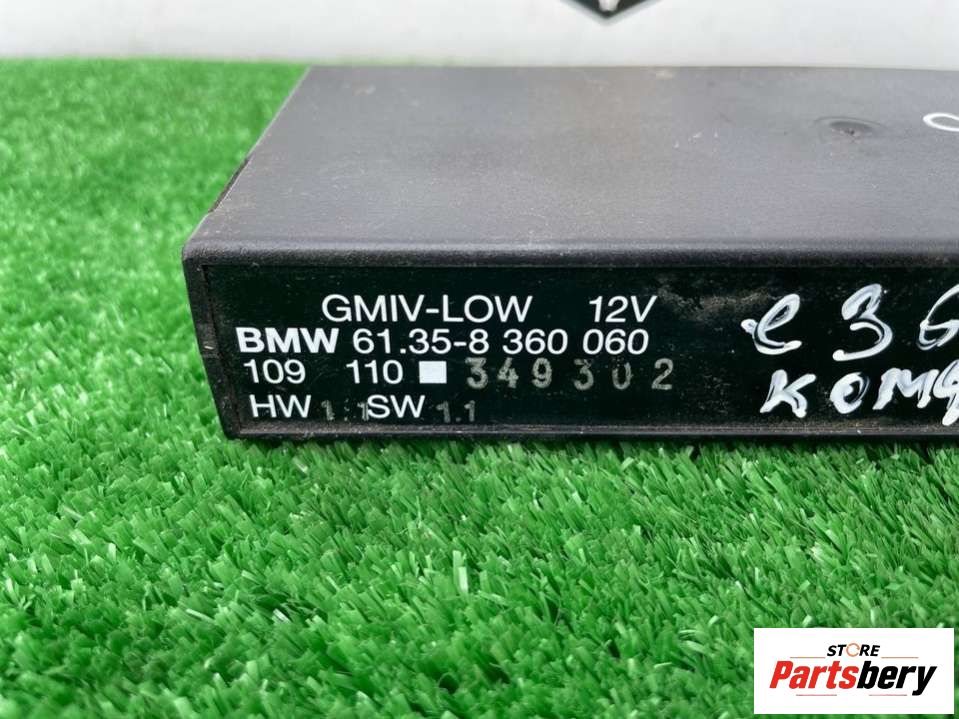 GMIV-LOW 12V
BMW 61.35-8 360 060
109 110 349302
HW 1.1 SW 1.1
е36
STORE
Partsbery